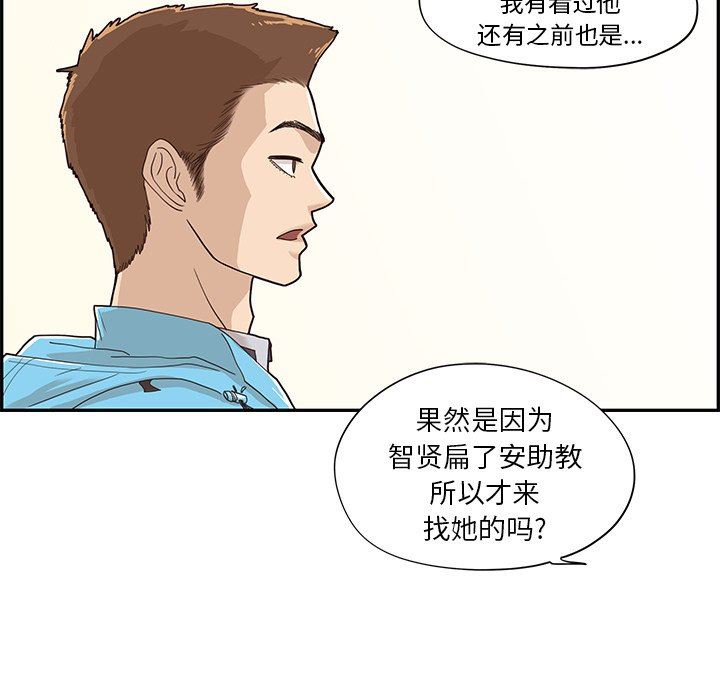 我有看过他
还有之前也是...
果然是因为
智贤扁了安助教
所以才来
找她的吗?